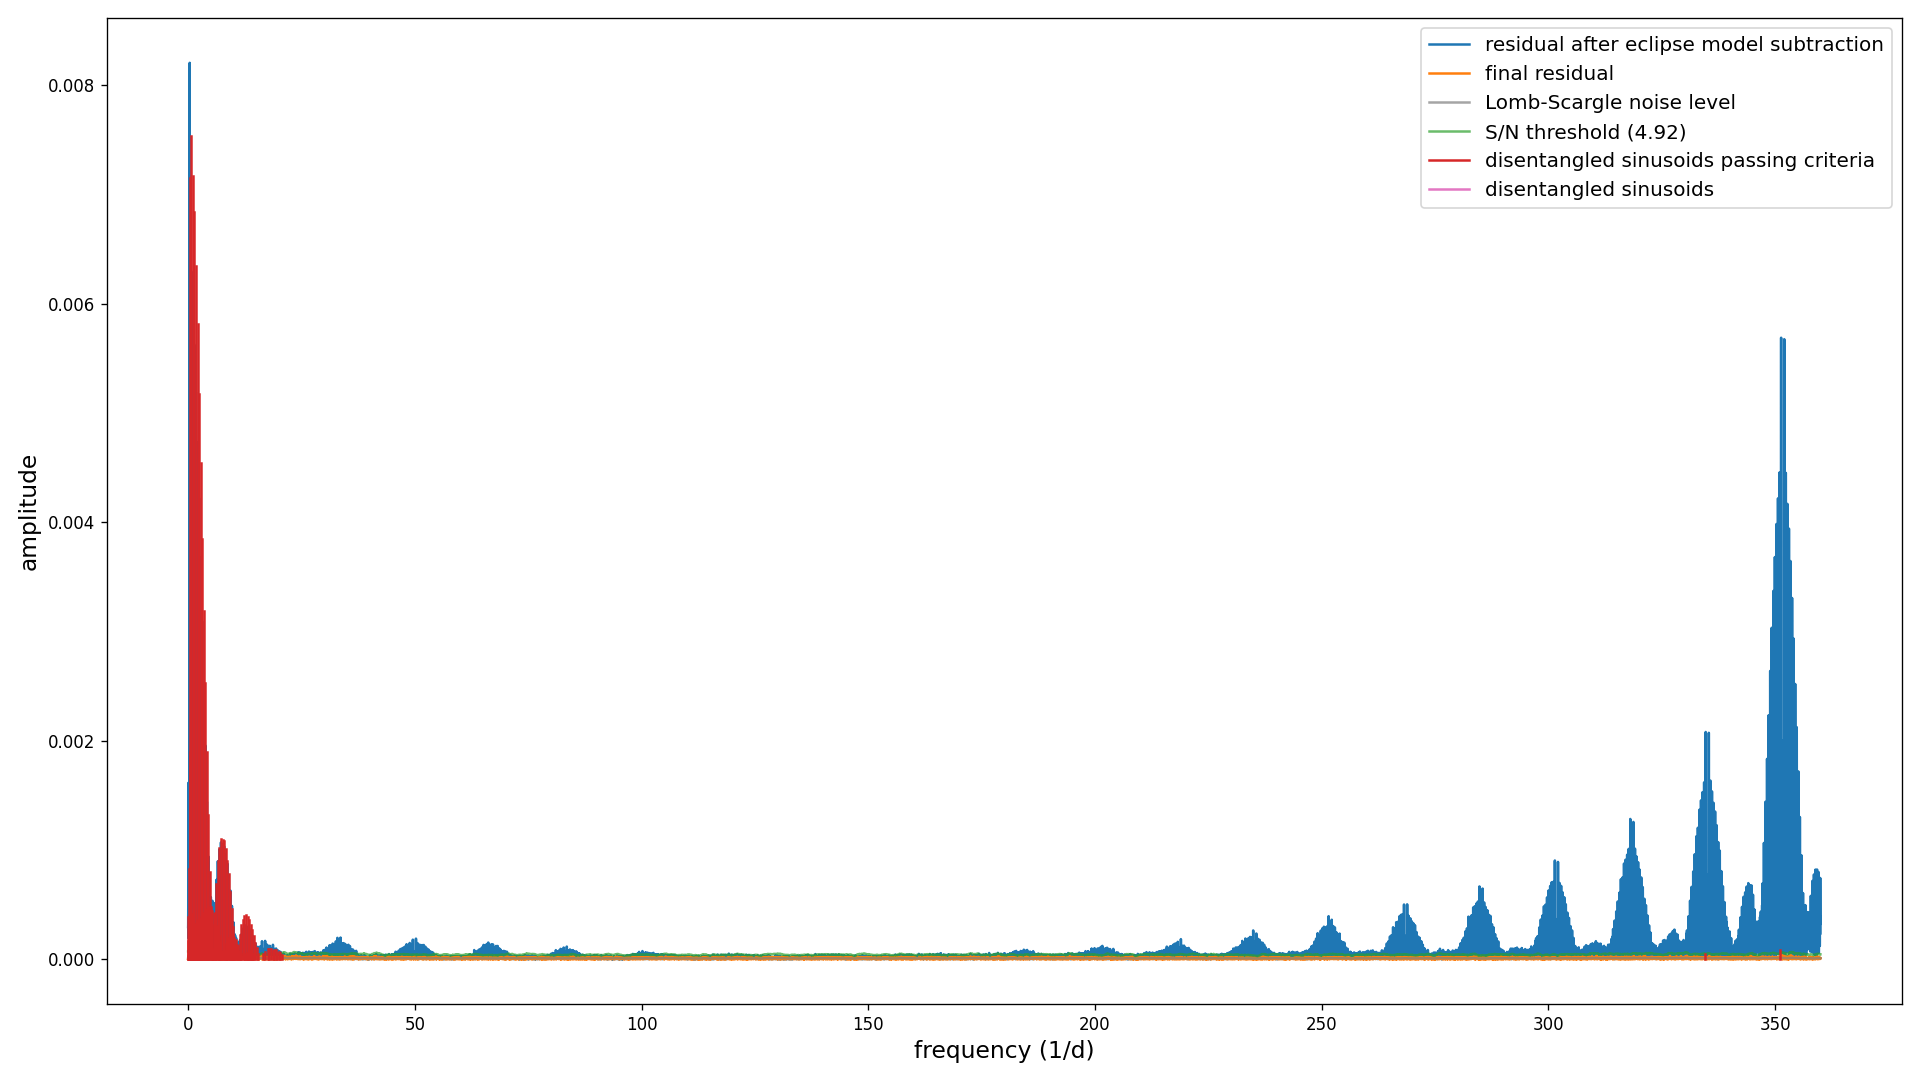 residual after eclipse model subtraction
final residual
Lomb-Scargle noise level
S/N threshold (4.92)
disentangled sinusoids passing criteria
disentangled sinusoids
0.008
0.006
0.004
0.002
0.000
amplitude
0 50 100 150 200 250 300 350
frequency (1/d)